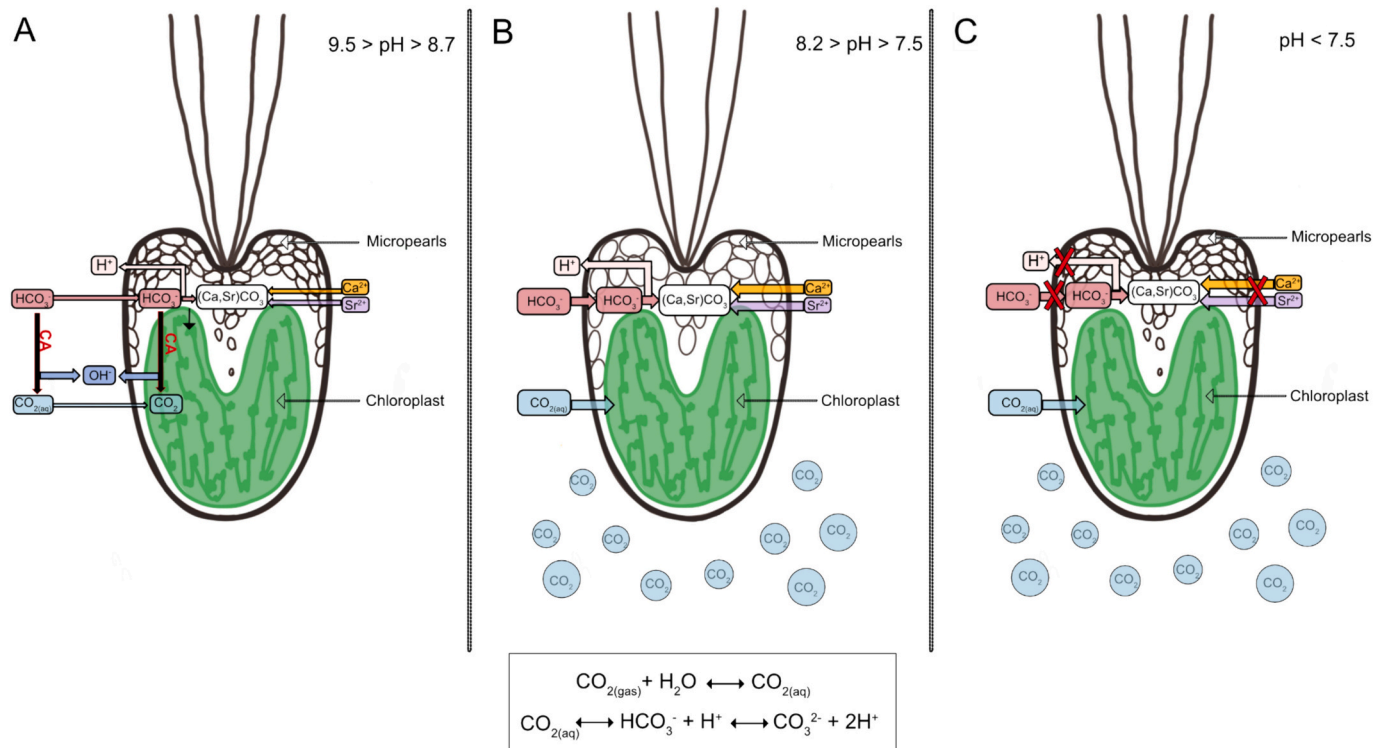 A
9.5 > pH > 8.7
Micropearls
H⁺
HCO₃⁻
HCO₃⁻
(Ca,Sr)CO₃
Ca²⁺
Sr²⁺
CA
CA
OH⁻
CO₂(aq)
CO₂
Chloroplast
B
8.2 > pH > 7.5
Micropearls
H⁺
HCO₃⁻
HCO₃⁻
(Ca,Sr)CO₃
Ca²⁺
Sr²⁺
CO₂(aq)
Chloroplast
CO₂
CO₂
CO₂
CO₂
CO₂
CO₂
CO₂
CO₂
CO₂
CO₂
C
pH < 7.5
Micropearls
H⁺
HCO₃⁻
HCO₃⁻
(Ca,Sr)CO₃
Ca²⁺
Sr²⁺
CO₂(aq)
Chloroplast
CO₂
CO₂
CO₂
CO₂
CO₂
CO₂
CO₂
CO₂
CO₂
CO₂
CO₂(gas) + H₂O ⟷ CO₂(aq)
CO₂(aq) ⟷ HCO₃⁻ + H⁺ ⟷ CO₃²⁻ + 2H⁺